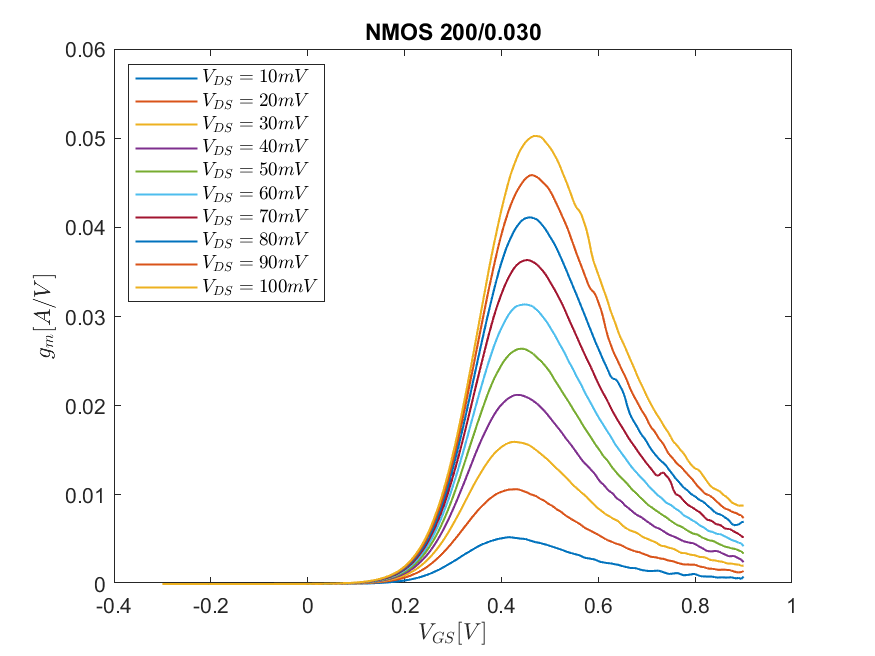 NMOS 200/0.030
0.06
0.05
0.04
0.03
0.02
0.01
0
g_m[A/V]
V_DS = 10mV
V_DS = 20mV
V_DS = 30mV
V_DS = 40mV
V_DS = 50mV
V_DS = 60mV
V_DS = 70mV
V_DS = 80mV
V_DS = 90mV
V_DS = 100mV
-0.4 -0.2 0 0.2 0.4 0.6 0.8 1
V_GS[V]